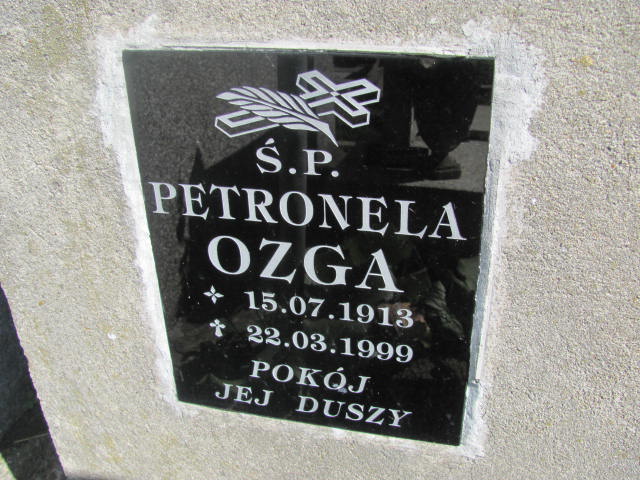 Ś.P.
PETRONELA
OZGA
15.07.1913
22.03.1999
POKÓJ
JEJ DUSZY